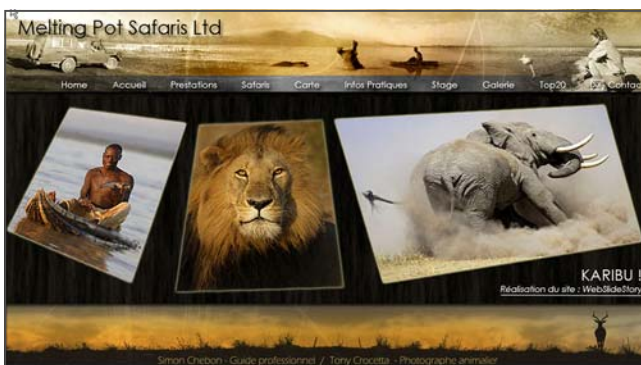 Melting Pot Safaris Ltd
Home Accueil Prestations Safaris Carte Infos Pratiques Stage Galerie Top20 Contac
KARIBU !
Réalisation du site : WebSlideStory
Simon Chebon - Guide professionnel / Tony Crocetta - Photographe animalier